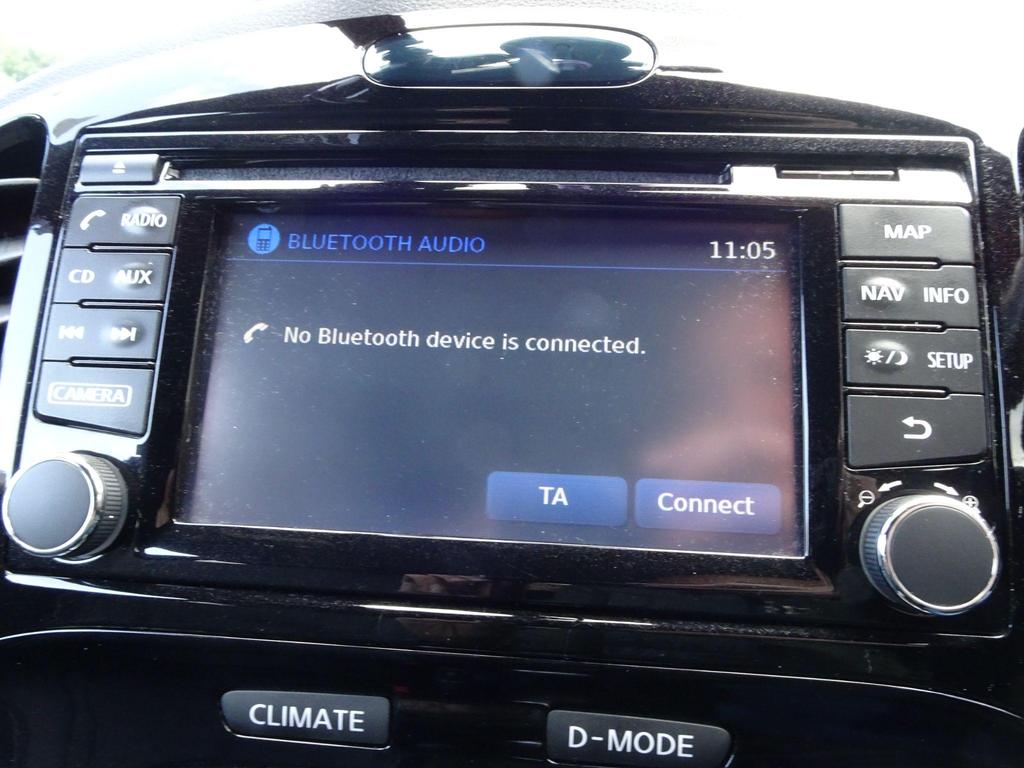 BLUETOOTH AUDIO
11:05
No Bluetooth device is connected.
TA
Connect
RADIO
CD AUX
CAMERA
MAP
NAV INFO
SETUP
CLIMATE
D-MODE